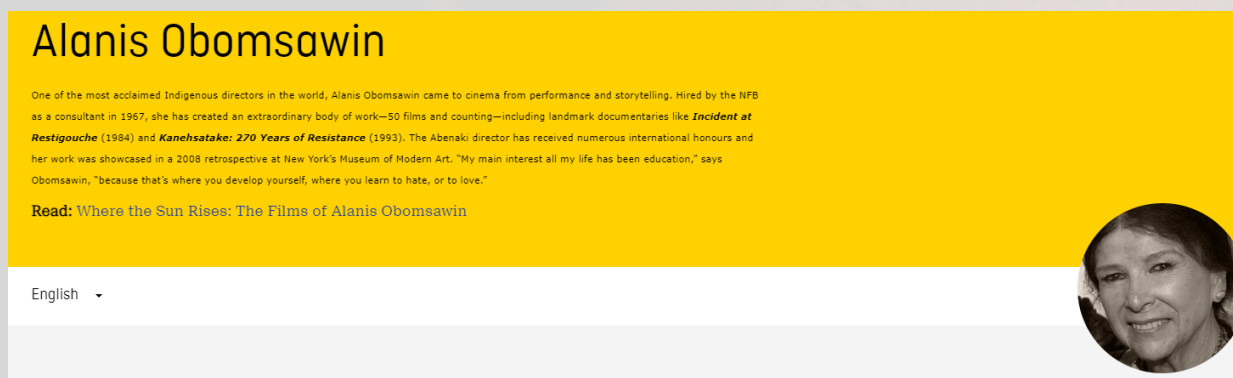 Alanis Obomsawin
One of the most acclaimed Indigenous directors in the world, Alanis Obomsawin came to cinema from performance and storytelling. Hired by the NFB
as a consultant in 1967, she has created an extraordinary body of work—50 films and counting—including landmark documentaries like Incident at
Restigouche (1984) and Kanehsatake: 270 Years of Resistance (1993). The Abenaki director has received numerous international honours and
her work was showcased in a 2008 retrospective at New York’s Museum of Modern Art. “My main interest all my life has been education,” says
Obomsawin, “because that’s where you develop yourself, where you learn to hate, or to love.”
Read: Where the Sun Rises: The Films of Alanis Obomsawin
English